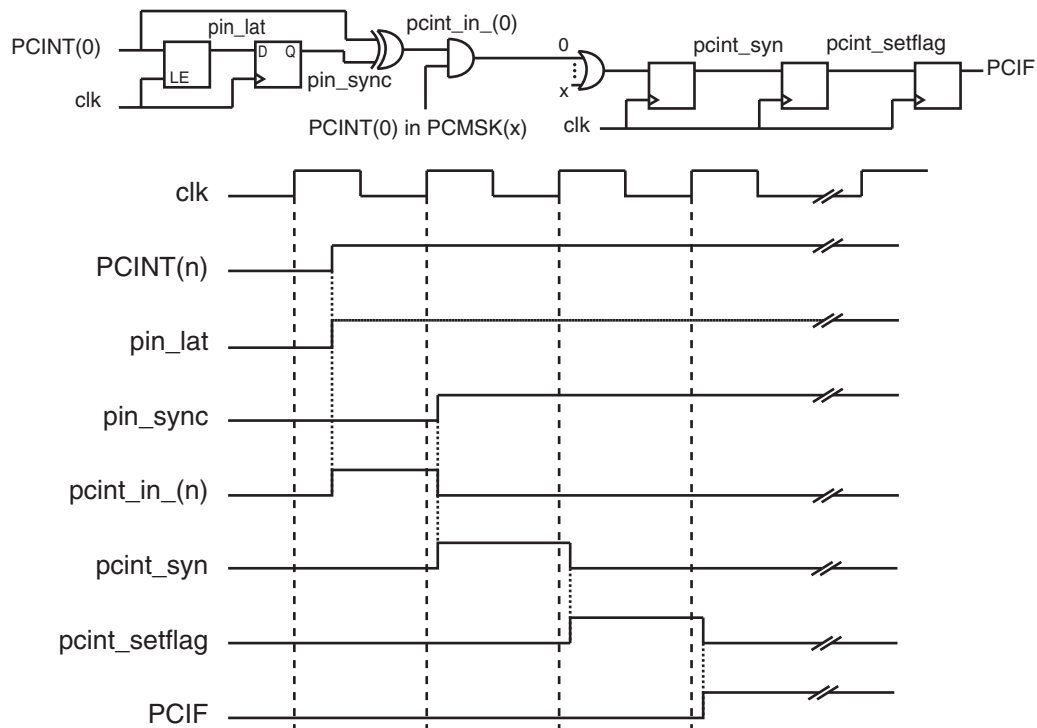 PCINT(0)
pin_lat
D Q
LE
pin_sync
clk
pcint_in_(0)
PCINT(0) in PCMSK(x)
0
x
clk
pcint_syn
pcint_setflag
PCIF
clk
PCINT(n)
pin_lat
pin_sync
pcint_in_(n)
pcint_syn
pcint_setflag
PCIF